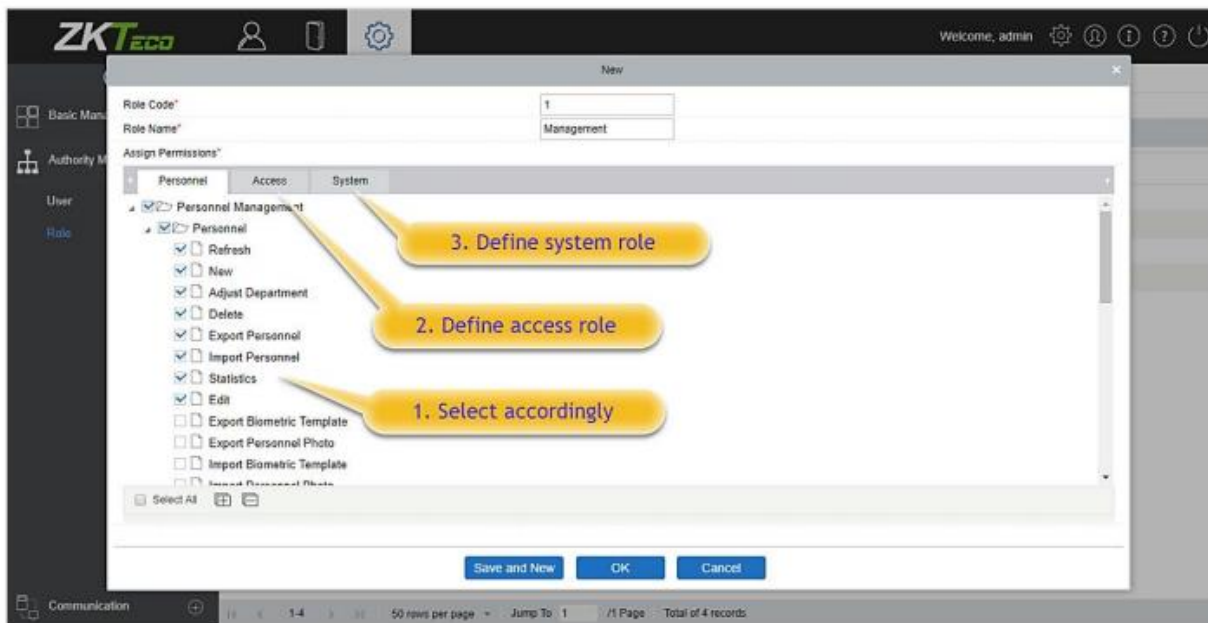 ZKTeco
Welcome, admin
New
Role Code* 1
Basic Mana
Role Name* Management
Authority M
Assign Permissions*
Personnel Access System
User
Personnel Management
Role
Personnel
3. Define system role
Refresh
New
Adjust Department
Delete
2. Define access role
Export Personnel
Import Personnel
Statistics
Edit
1. Select accordingly
Export Biometric Template
Export Personnel Photo
Import Biometric Template
Import Personnel Photo
Select All
Save and New OK Cancel
Communication
1-4 50 rows per page Jump To 1 /1 Page Total of 4 records